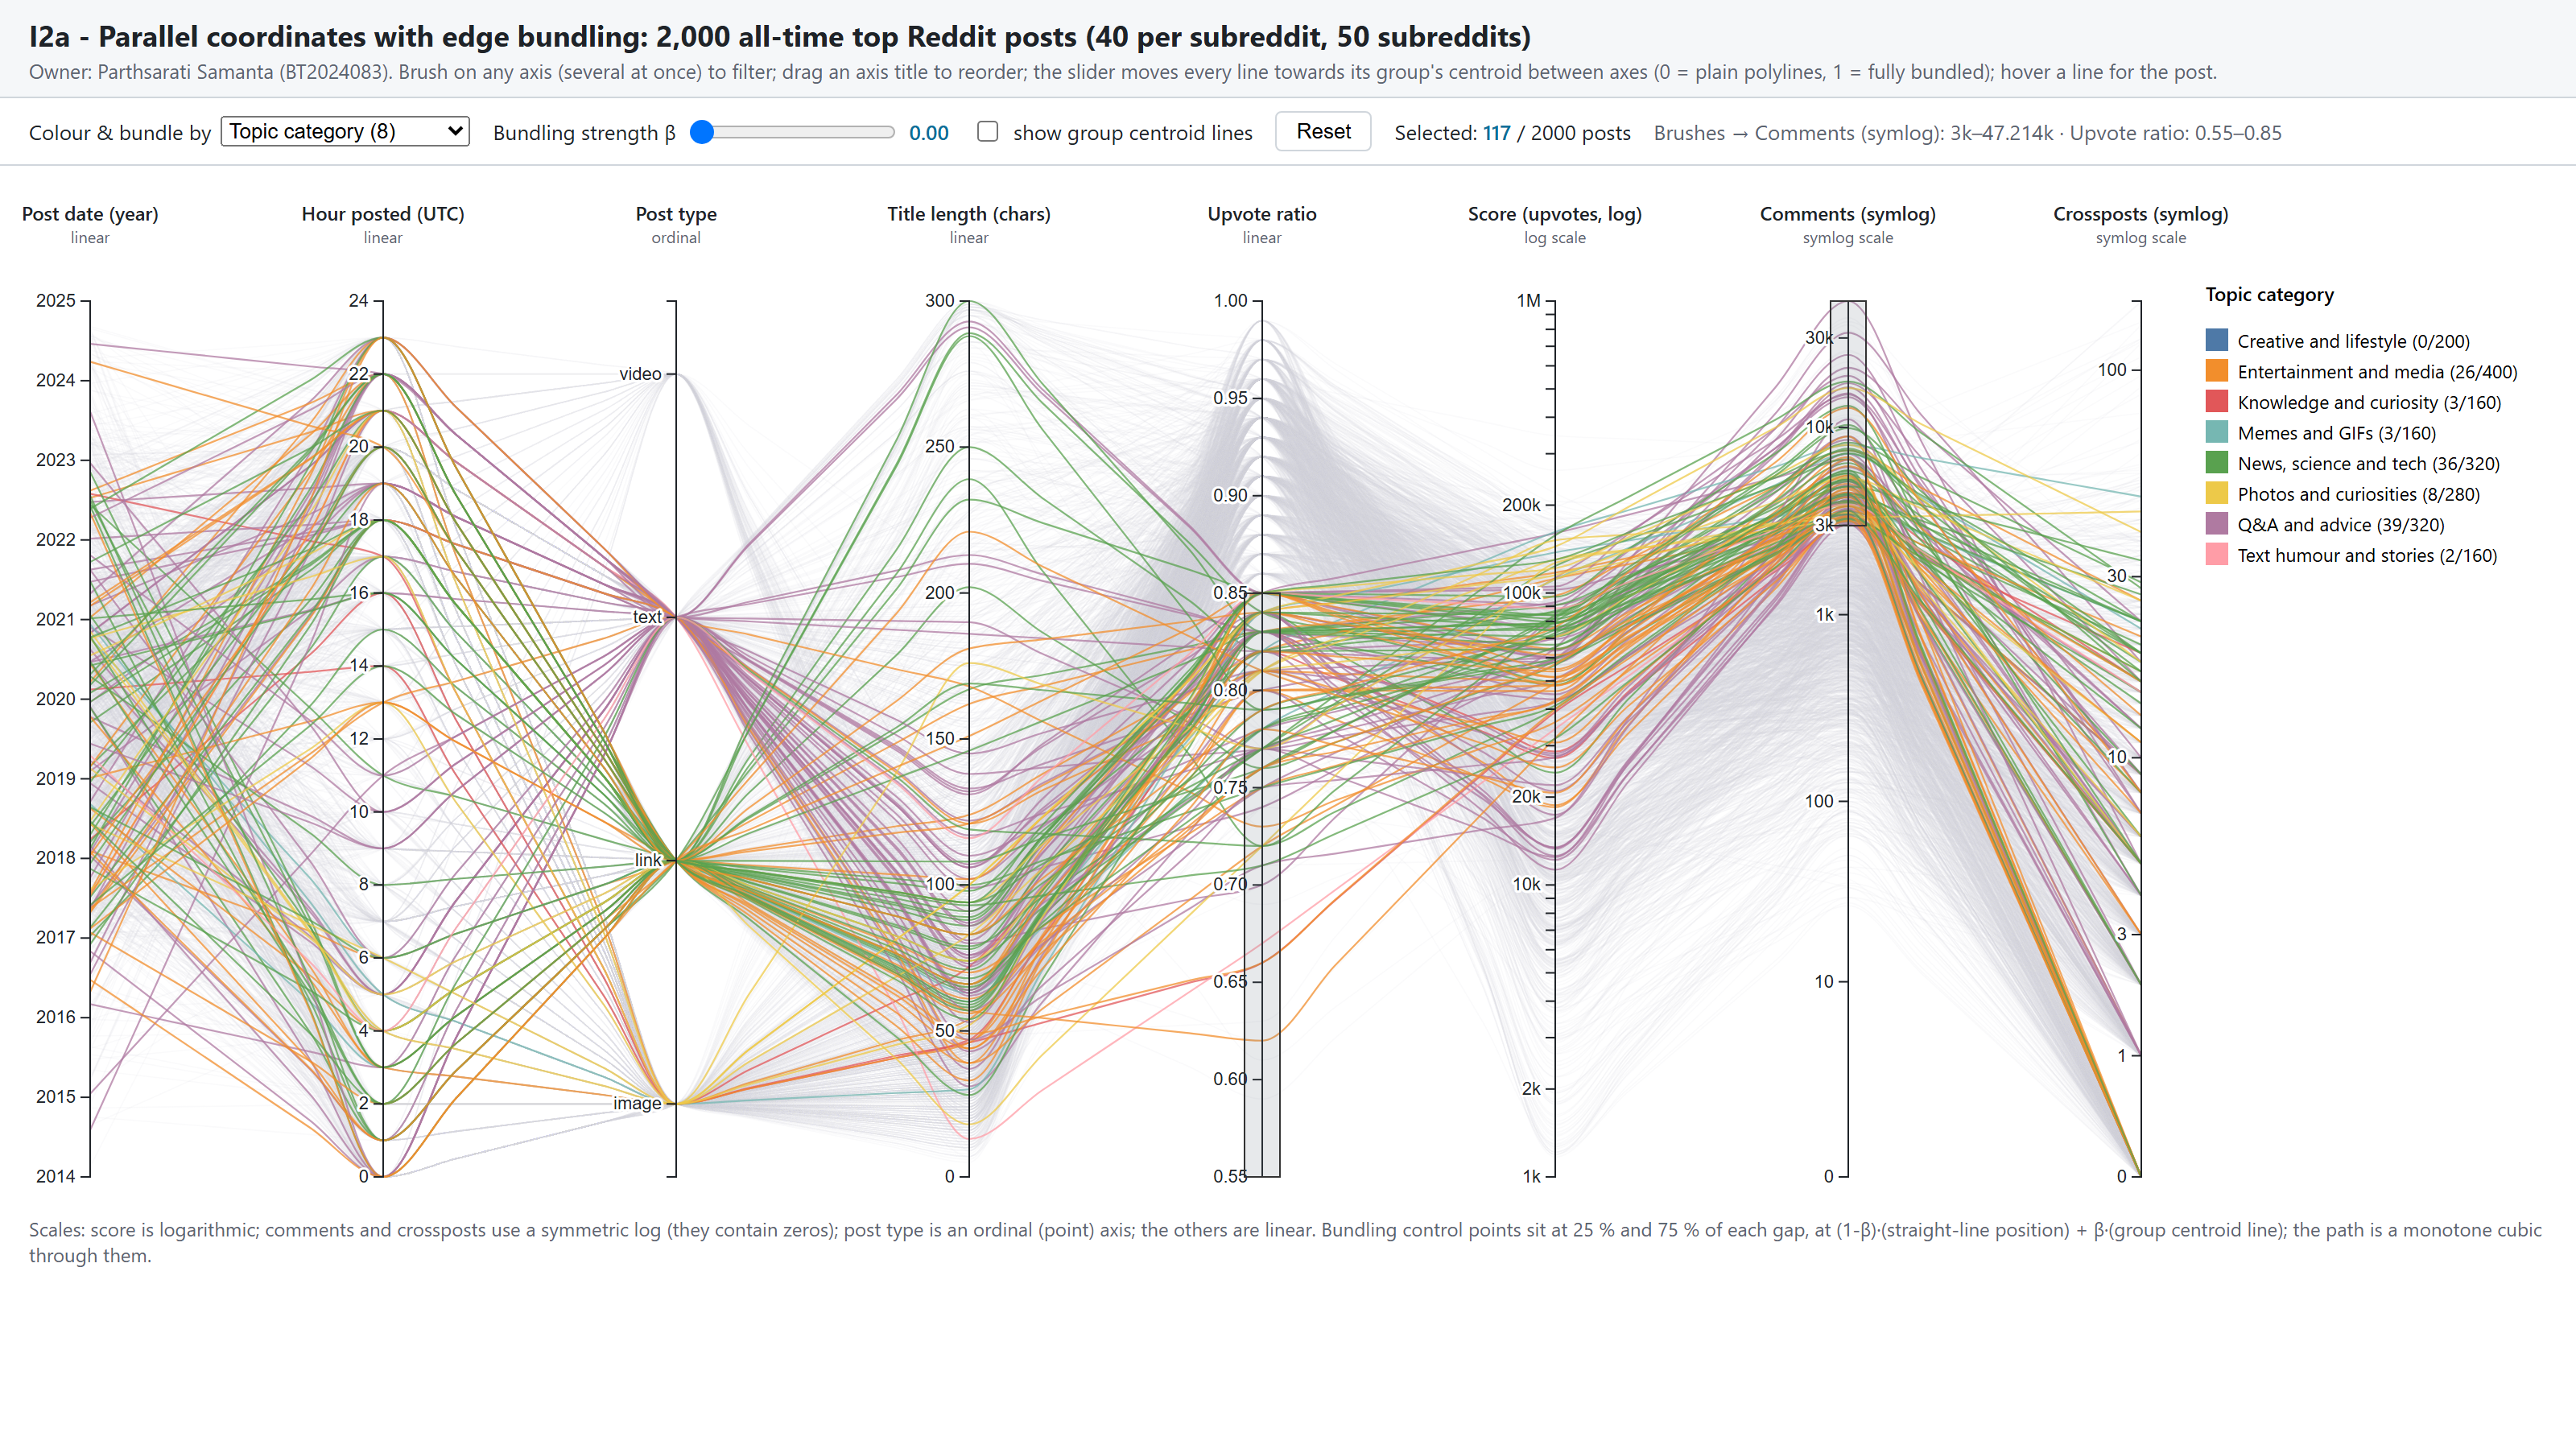 I2a - Parallel coordinates with edge bundling: 2,000 all-time top Reddit posts (40 per subreddit, 50 subreddits)
Owner: Parthsarati Samanta (BT2024083). Brush on any axis (several at once) to filter; drag an axis title to reorder; the slider moves every line towards its group's centroid between axes (0 = plain polylines, 1 = fully bundled); hover a line for the post.
Colour & bundle by Topic category (8) Bundling strength β 0.00 show group centroid lines Reset Selected: 117 / 2000 posts Brushes → Comments (symlog): 3k–47.214k · Upvote ratio: 0.55–0.85
Post date (year)
linear
2025
2024
2023
2022
2021
2020
2019
2018
2017
2016
2015
2014
Hour posted (UTC)
linear
24
22
20
18
16
14
12
10
8
6
4
2
0
Post type
ordinal
video
text
link
image
Title length (chars)
linear
300
250
200
150
100
50
0
Upvote ratio
linear
1.00
0.95
0.90
0.85
0.80
0.75
0.70
0.65
0.60
0.55
Score (upvotes, log)
log scale
1M
200k
100k
20k
10k
2k
1k
Comments (symlog)
symlog scale
30k
10k
3k
1k
100
10
0
Crossposts (symlog)
symlog scale
100
30
10
3
1
0
Topic category
Creative and lifestyle (0/200)
Entertainment and media (26/400)
Knowledge and curiosity (3/160)
Memes and GIFs (3/160)
News, science and tech (36/320)
Photos and curiosities (8/280)
Q&A and advice (39/320)
Text humour and stories (2/160)
Scales: score is logarithmic; comments and crossposts use a symmetric log (they contain zeros); post type is an ordinal (point) axis; the others are linear. Bundling control points sit at 25 % and 75 % of each gap, at (1-β)·(straight-line position) + β·(group centroid line); the path is a monotone cubic
through them.